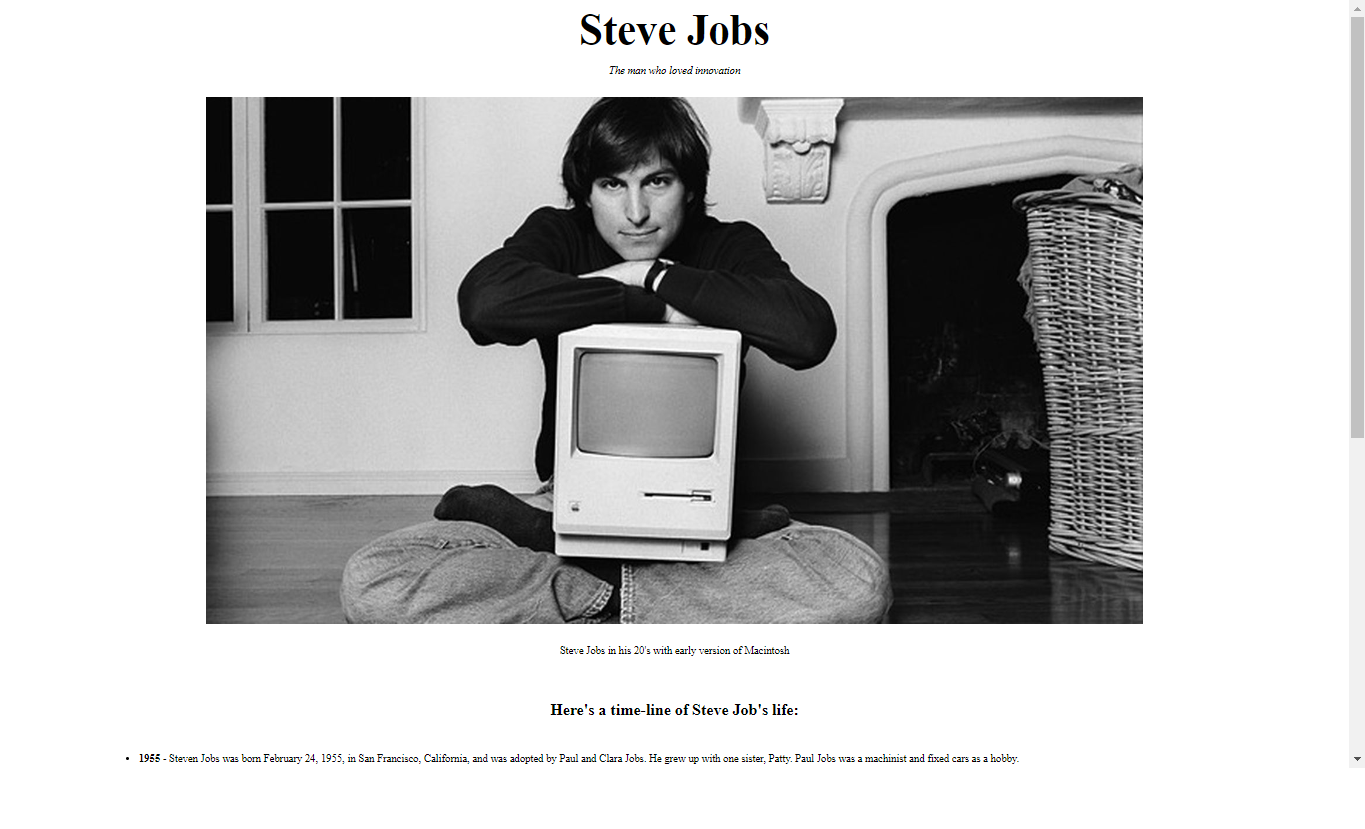 Steve Jobs
The man who loved innovation
Steve Jobs in his 20's with early version of Macintosh
Here's a time-line of Steve Job's life:
• 1955 - Steven Jobs was born February 24, 1955, in San Francisco, California, and was adopted by Paul and Clara Jobs. He grew up with one sister, Patty. Paul Jobs was a machinist and fixed cars as a hobby.